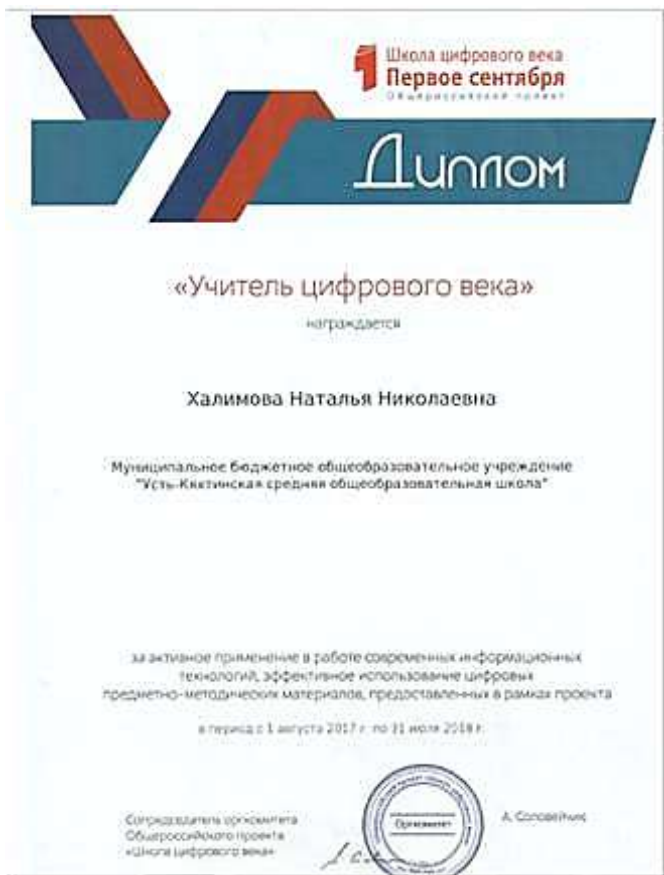 Школа цифрового века
Первое сентября
Общероссийский проект
Диплом
«Учитель цифрового века»
награждается
Халимова Наталья Николаевна
Муниципальное бюджетное общеобразовательное учреждение
"Усть-Кяхтинская средняя общеобразовательная школа"
за активное применение в работе современных информационных
технологий, эффективное использование цифровых
предметно-методических материалов, предоставленных в рамках проекта
в период с 1 августа 2017 г. по 31 июля 2018 г.
Сопредседатель оргкомитета
Общероссийского проекта
«Школа цифрового века»
Оргкомитет
А. Соловейчик